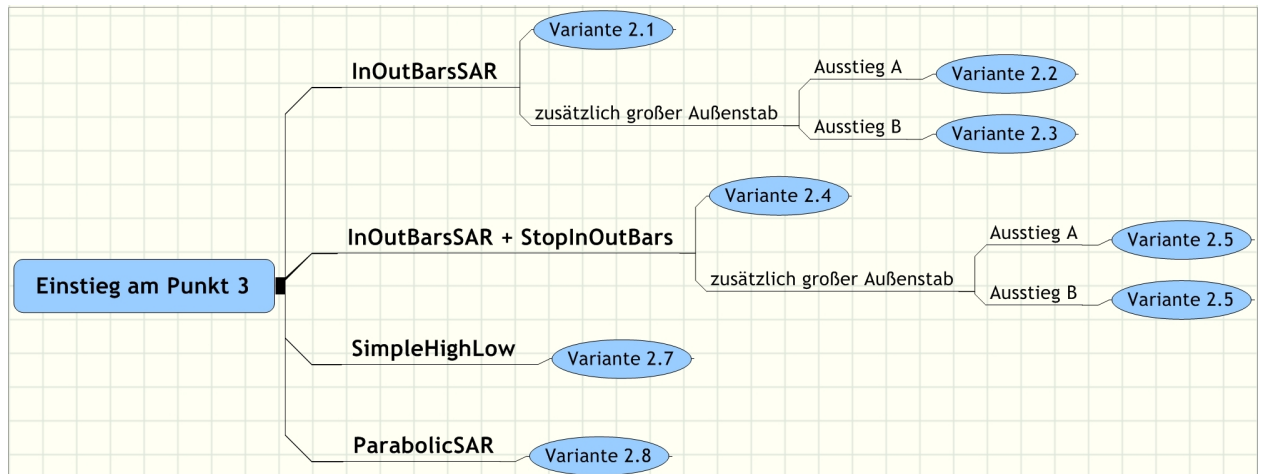 Variante 2.1
InOutBarsSAR
Ausstieg A
Variante 2.2
zusätzlich großer Außenstab
Ausstieg B
Variante 2.3
Variante 2.4
InOutBarsSAR + StopInOutBars
Ausstieg A
Variante 2.5
zusätzlich großer Außenstab
Ausstieg B
Variante 2.5
Einstieg am Punkt 3
SimpleHighLow
Variante 2.7
ParabolicSAR
Variante 2.8